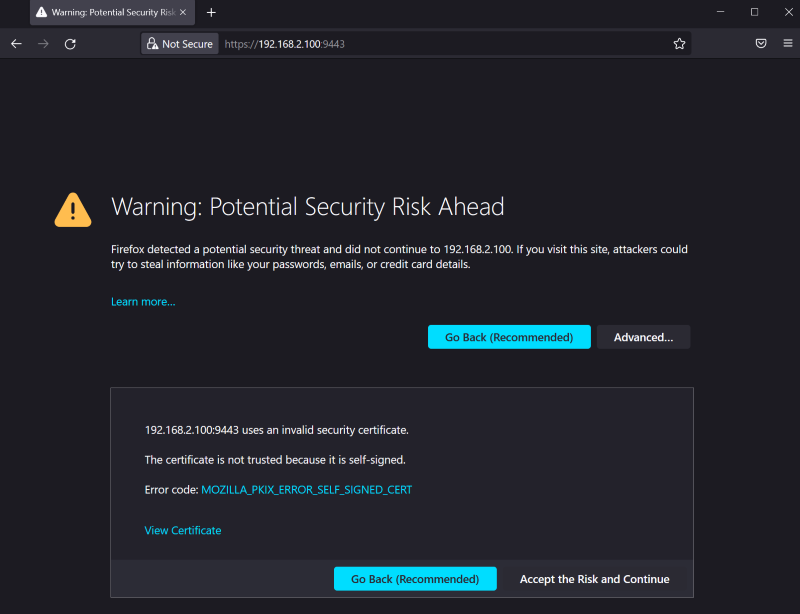 Warning: Potential Security Risk
Not Secure https://192.168.2.100:9443
Warning: Potential Security Risk Ahead
Firefox detected a potential security threat and did not continue to 192.168.2.100. If you visit this site, attackers could
try to steal information like your passwords, emails, or credit card details.
Learn more...
Go Back (Recommended) Advanced...
192.168.2.100:9443 uses an invalid security certificate.
The certificate is not trusted because it is self-signed.
Error code: MOZILLA_PKIX_ERROR_SELF_SIGNED_CERT
View Certificate
Go Back (Recommended) Accept the Risk and Continue